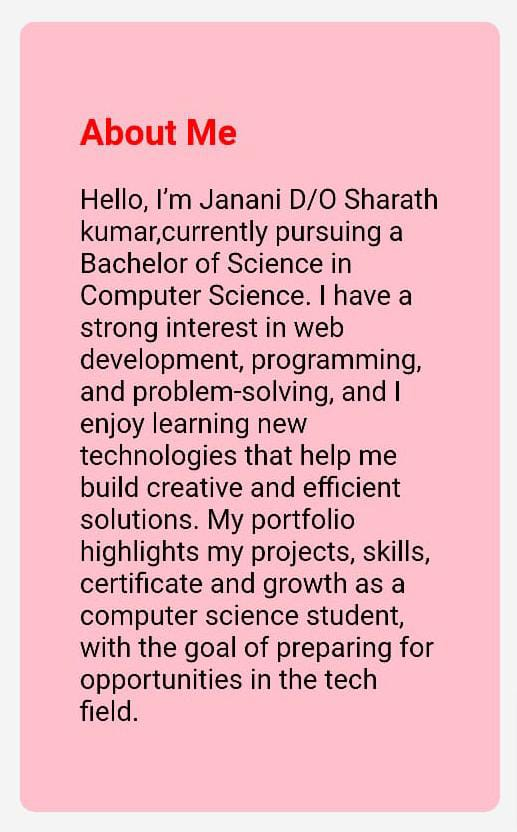 About Me
Hello, I’m Janani D/O Sharath
kumar,currently pursuing a
Bachelor of Science in
Computer Science. I have a
strong interest in web
development, programming,
and problem-solving, and I
enjoy learning new
technologies that help me
build creative and efficient
solutions. My portfolio
highlights my projects, skills,
certificate and growth as a
computer science student,
with the goal of preparing for
opportunities in the tech
field.